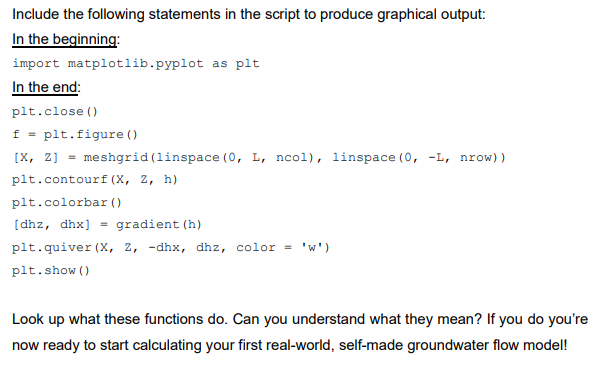 Include the following statements in the script to produce graphical output:
In the beginning:
import matplotlib.pyplot as plt
In the end:
plt.close()
f = plt.figure()
[X, Z] = meshgrid(linspace(0, L, ncol), linspace(0, -L, nrow))
plt.contourf(X, Z, h)
plt.colorbar()
[dhz, dhx] = gradient(h)
plt.quiver(X, Z, -dhx, dhz, color = 'w')
plt.show()
Look up what these functions do. Can you understand what they mean? If you do you're
now ready to start calculating your first real-world, self-made groundwater flow model!